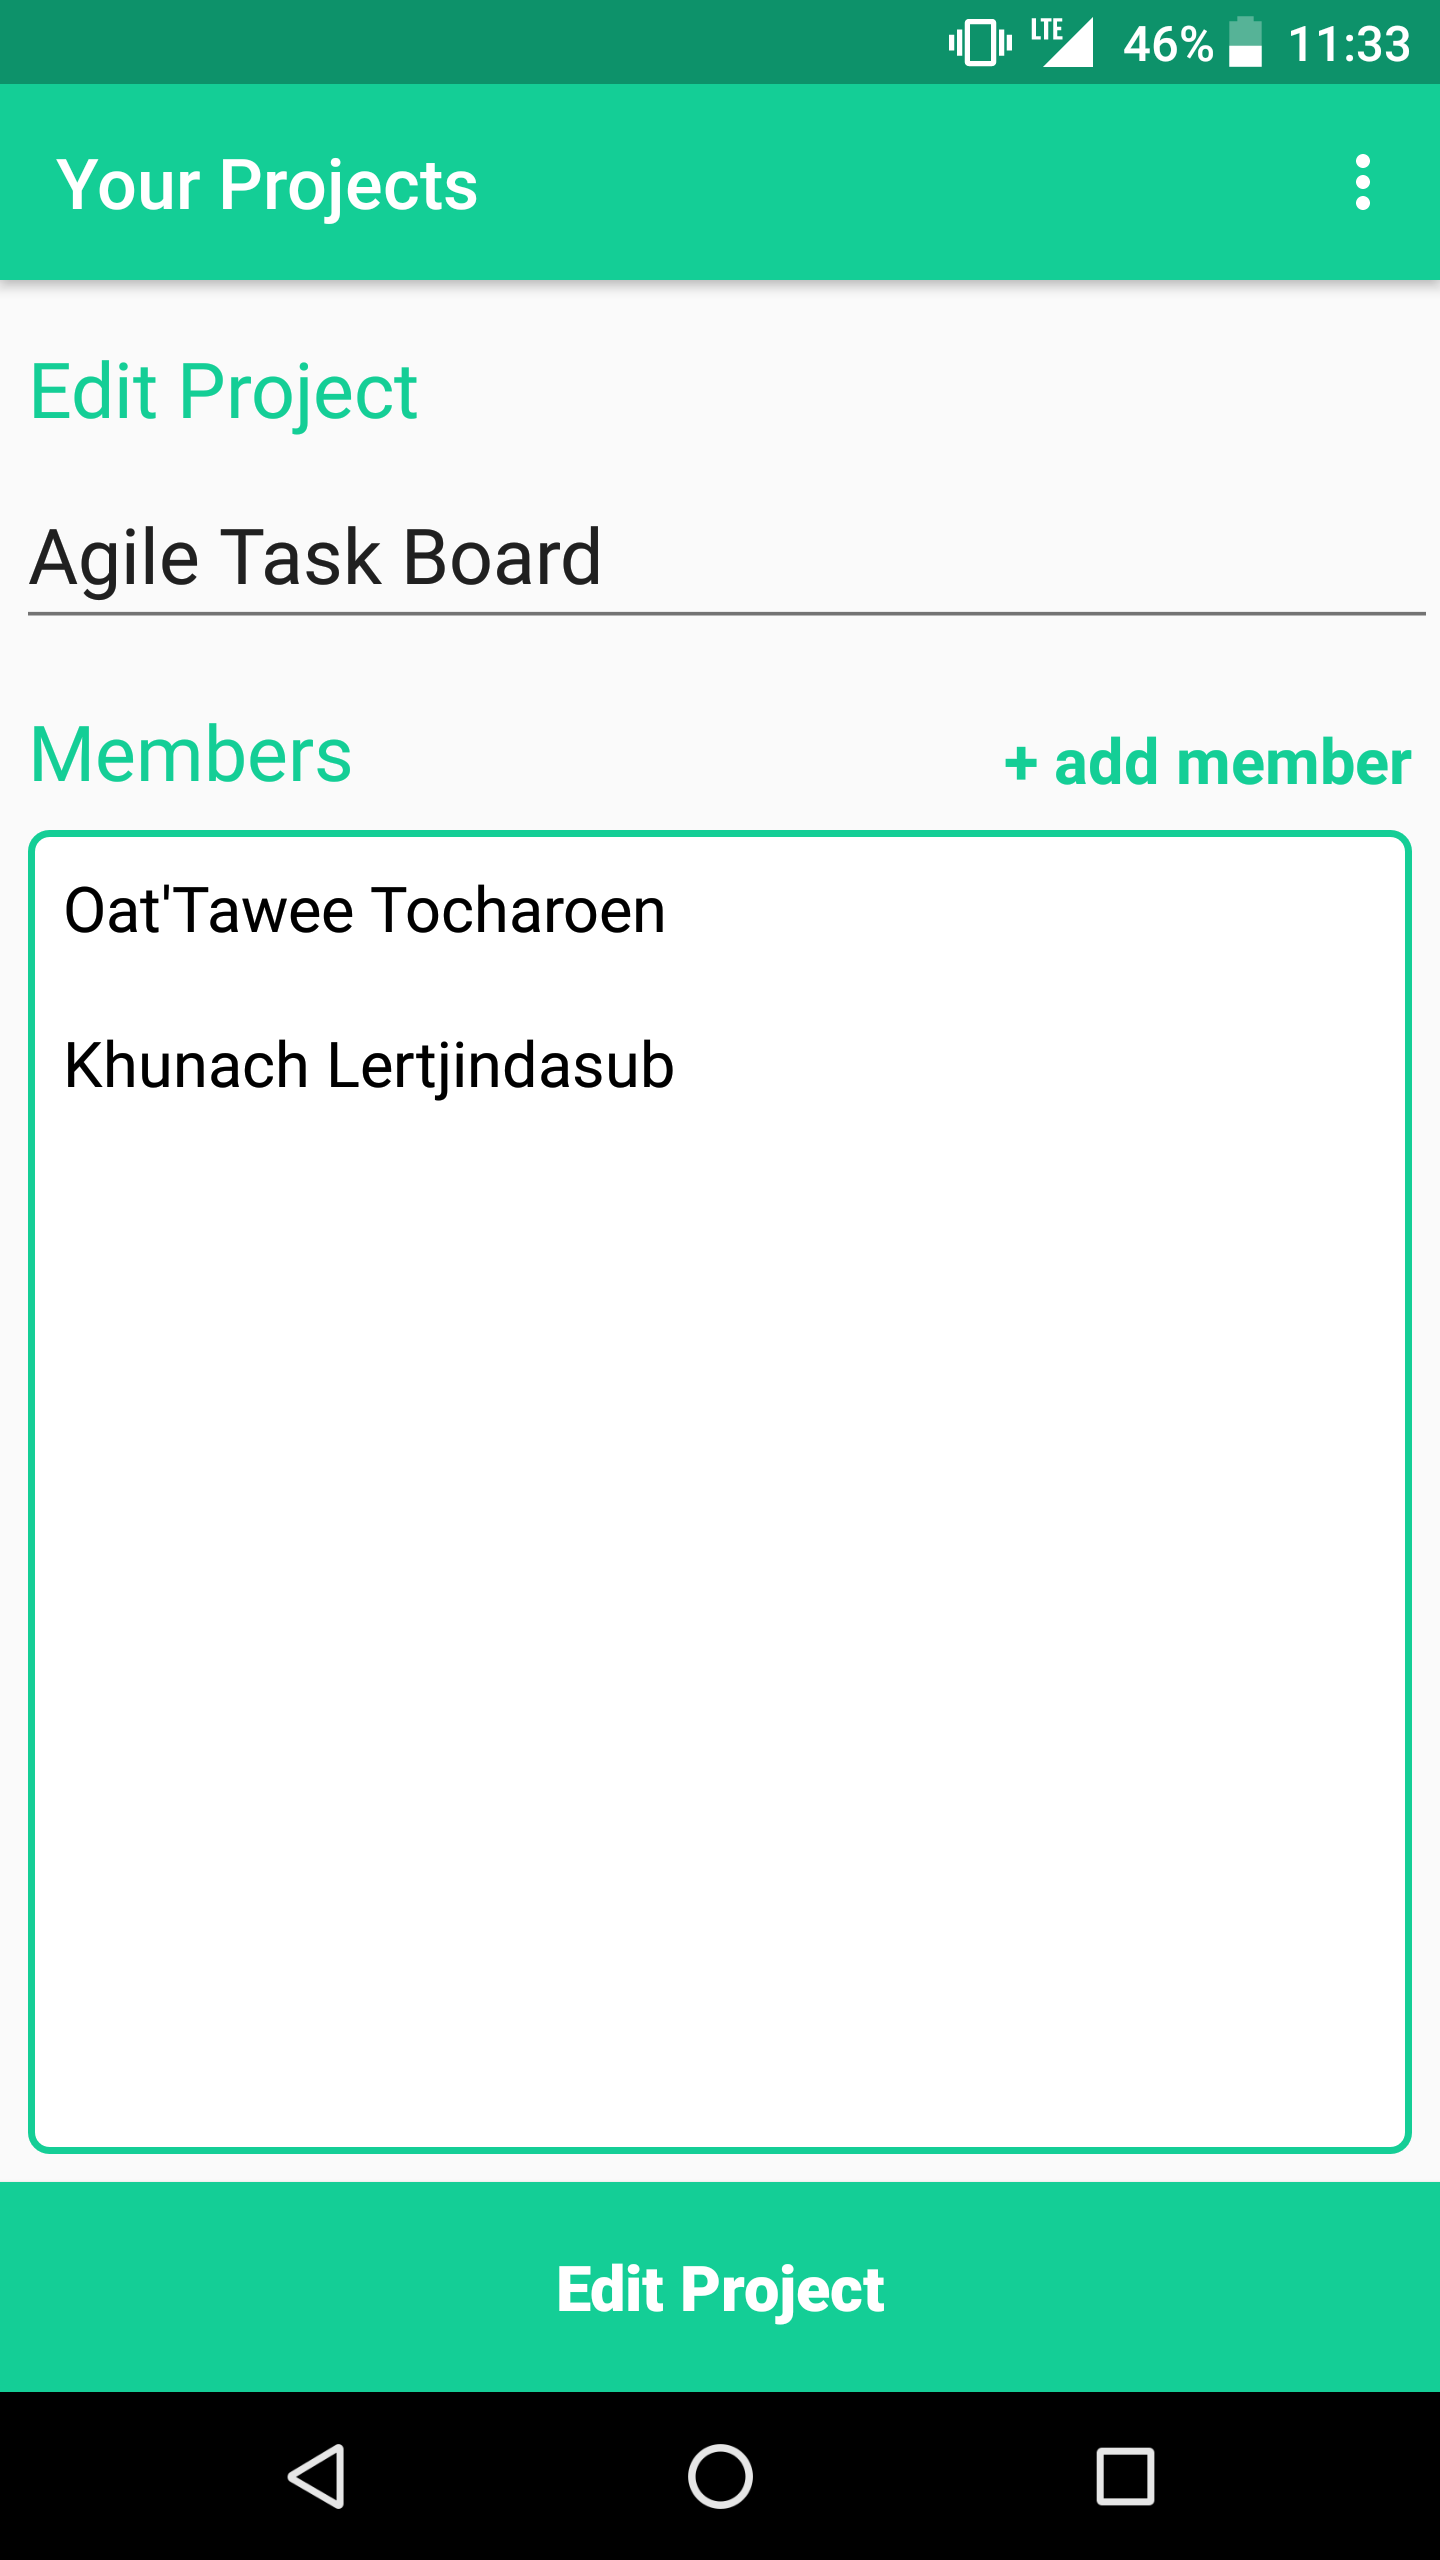 LTE 46% 11:33
Your Projects
Edit Project
Agile Task Board
Members
+ add member
Oat'Tawee Tocharoen
Khunach Lertjindasub
Edit Project